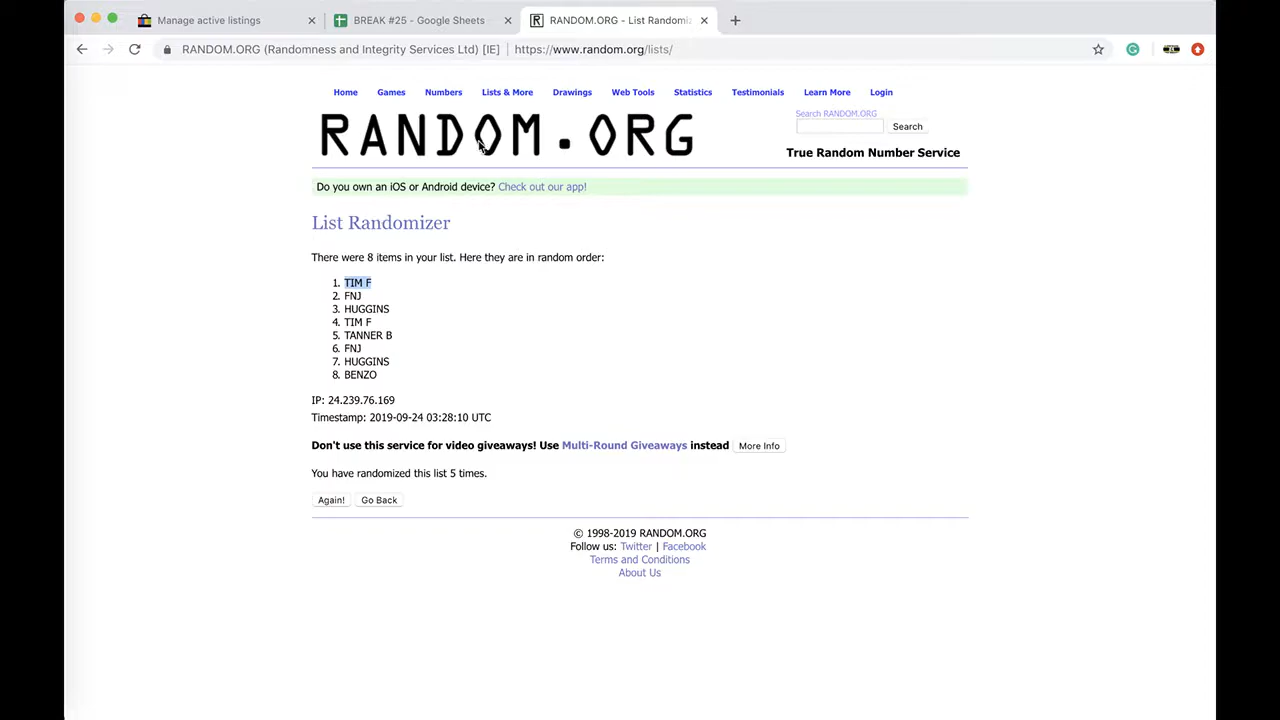 Manage active listings
BREAK #25 - Google Sheets
RANDOM.ORG - List Randomiz
RANDOM.ORG (Randomness and Integrity Services Ltd) [IE] https://www.random.org/lists/
Home Games Numbers Lists & More Drawings Web Tools Statistics Testimonials Learn More Login
RANDOM.ORG
Search RANDOM.ORG
Search
True Random Number Service
Do you own an iOS or Android device? Check out our app!
List Randomizer
There were 8 items in your list. Here they are in random order:
1. TIM F
2. FNJ
3. HUGGINS
4. TIM F
5. TANNER B
6. FNJ
7. HUGGINS
8. BENZO
IP: 24.239.76.169
Timestamp: 2019-09-24 03:28:10 UTC
Don't use this service for video giveaways! Use Multi-Round Giveaways instead More Info
You have randomized this list 5 times.
Again! Go Back
© 1998-2019 RANDOM.ORG
Follow us: Twitter | Facebook
Terms and Conditions
About Us